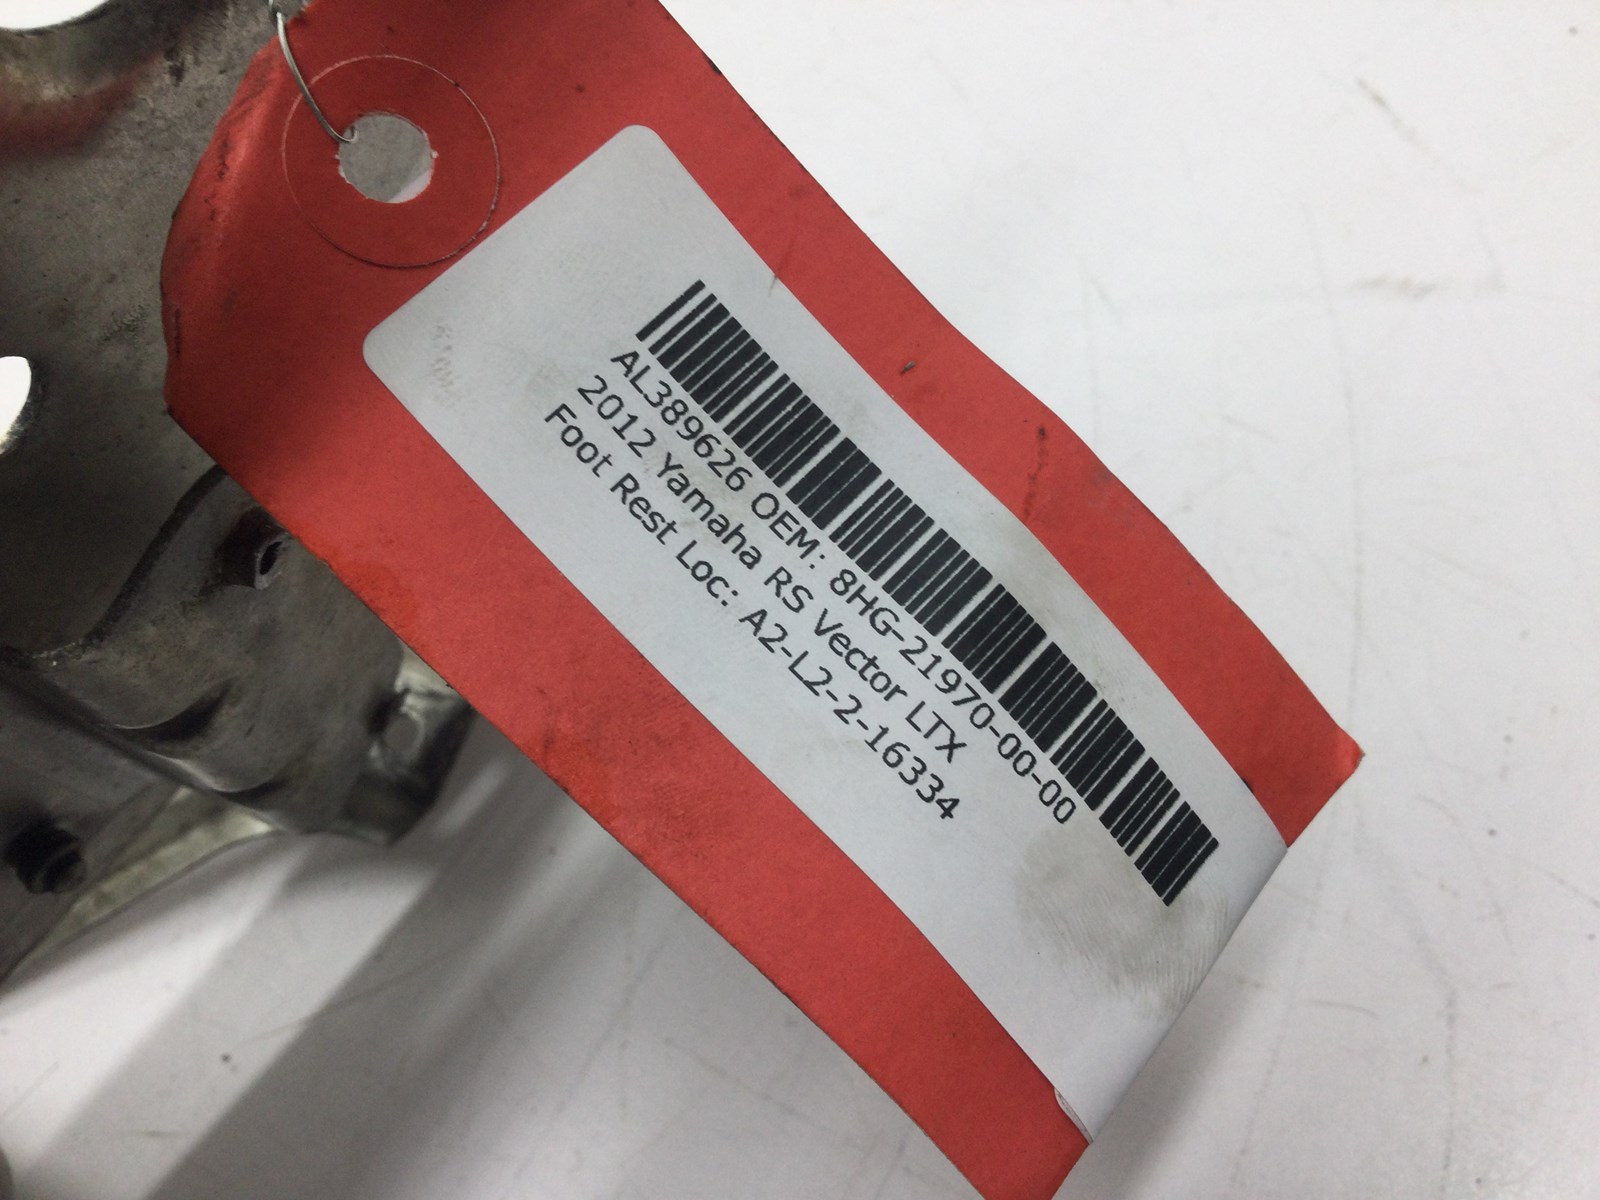 AL389626 OEM: 8HG-21970-00-00
2012 Yamaha RS Vector LTX
Foot Rest Loc: A2-L2-2-16334